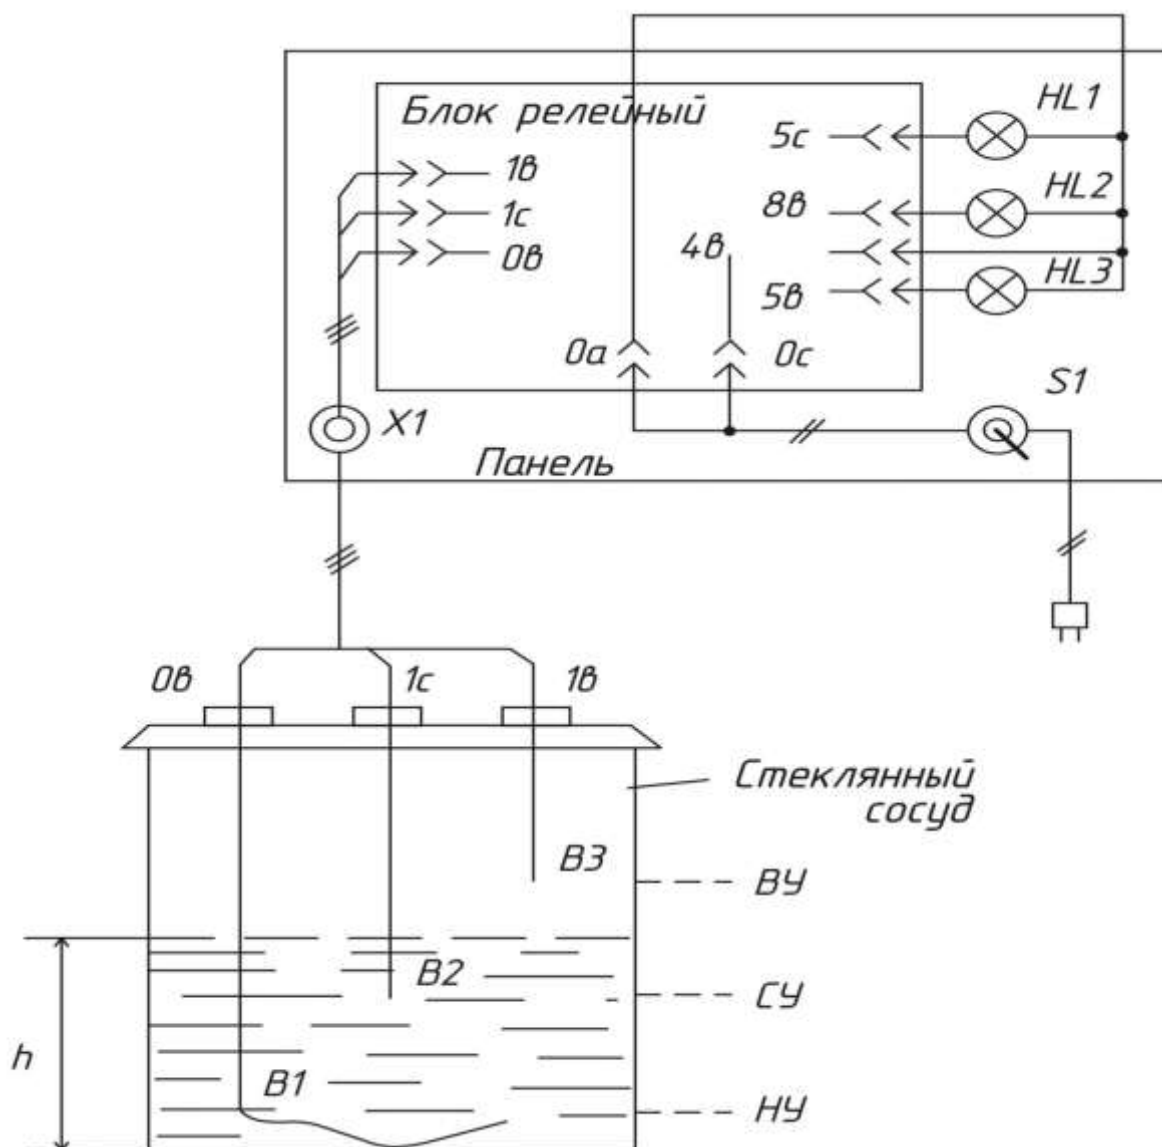 Блок релейный
HL1
5с
1в
HL2
8в
1с
4в
0в
HL3
5в
0а
0с
S1
X1
Панель
0в
1с
1в
Стеклянный
сосуд
В3
ВУ
В2
СУ
h
В1
НУ